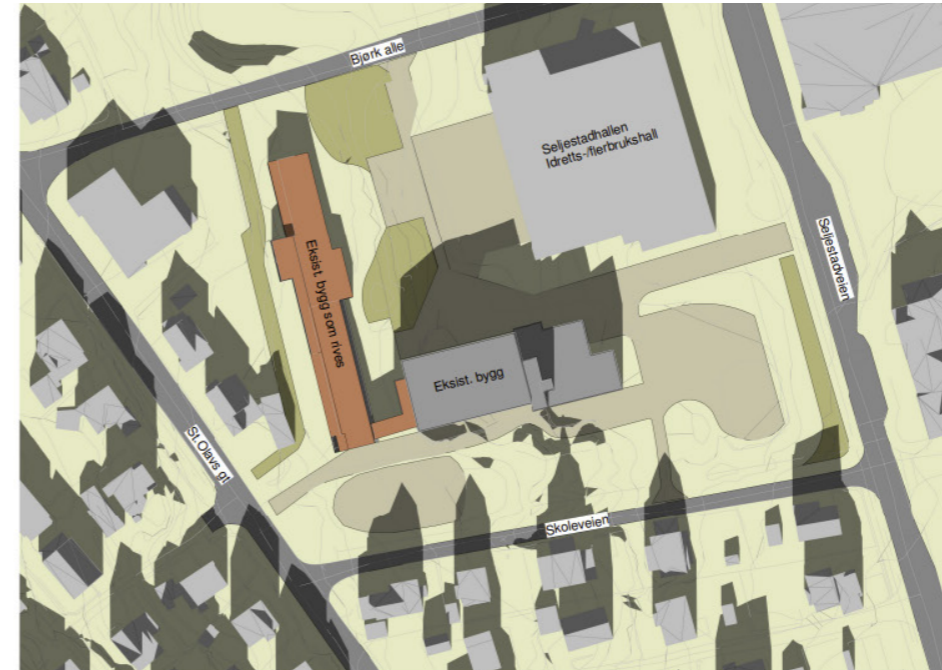 Bjørk alle
Seljestadhallen
Idretts-/flerbrukshall
Seljestadveien
Eksist. bygg som rives
Eksist. bygg
St.Olavs gt
Skoleveien